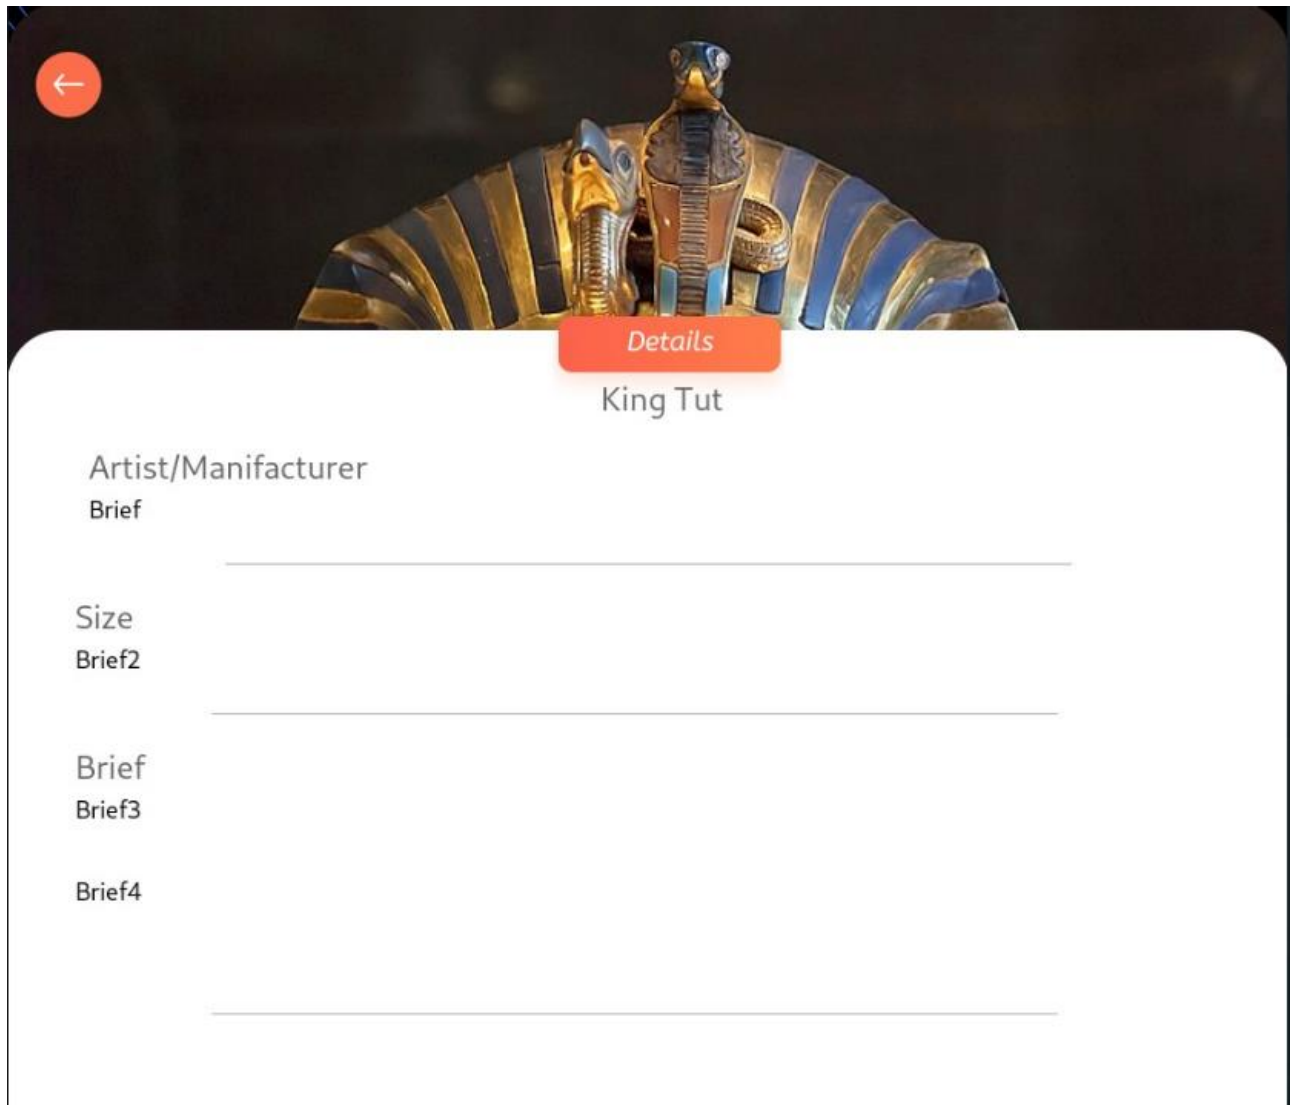 Details
King Tut
Artist/Manifacturer
Brief
Size
Brief2
Brief
Brief3
Brief4